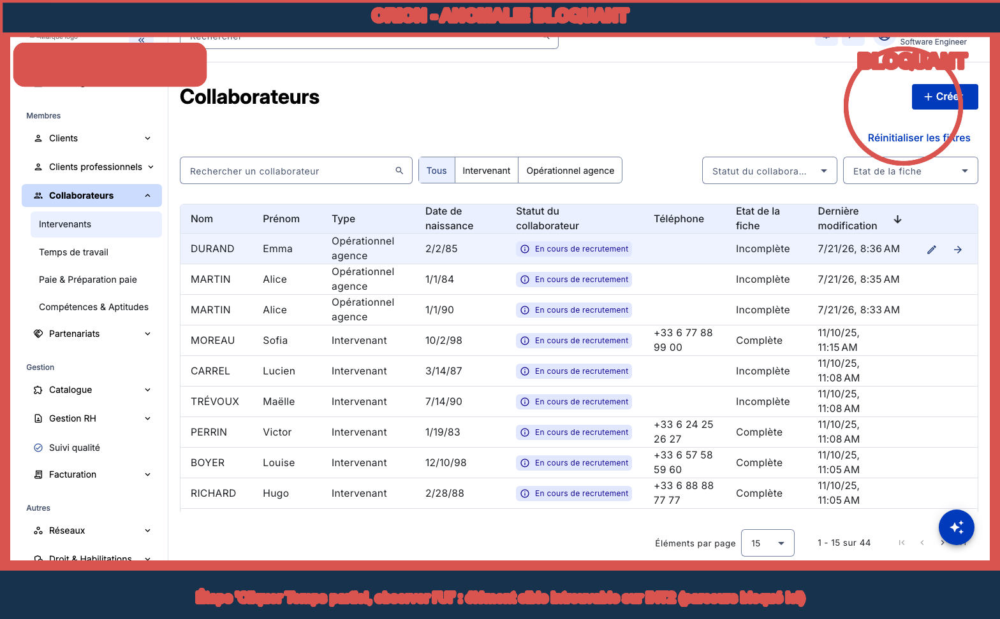 ORION - ANOMALIE BLOQUANT
Marque logo
Rechercher
Software Engineer
BLOQUANT
Collaborateurs
+ Créer
Réinitialiser les filtres
Membres
Clients
Clients professionnels
Collaborateurs
Intervenants
Temps de travail
Paie & Préparation paie
Compétences & Aptitudes
Partenariats
Gestion
Catalogue
Gestion RH
Suivi qualité
Facturation
Autres
Réseaux
Droit & Habilitations
Rechercher un collaborateur
Tous Intervenant Opérationnel agence
Statut du collabora... Etat de la fiche
Nom Prénom Type Date de naissance Statut du collaborateur Téléphone Etat de la fiche Dernière modification
DURAND Emma Opérationnel agence 2/2/85 En cours de recrutement Incomplète 7/21/26, 8:36 AM
MARTIN Alice Opérationnel agence 1/1/84 En cours de recrutement Incomplète 7/21/26, 8:35 AM
MARTIN Alice Opérationnel agence 1/1/90 En cours de recrutement Incomplète 7/21/26, 8:33 AM
MOREAU Sofia Intervenant 10/2/98 En cours de recrutement +33 6 77 88 99 00 Complète 11/10/25, 11:15 AM
CARREL Lucien Intervenant 3/14/87 En cours de recrutement Incomplète 11/10/25, 11:08 AM
TRÉVOUX Maëlle Intervenant 7/14/90 En cours de recrutement Incomplète 11/10/25, 11:08 AM
PERRIN Victor Intervenant 1/19/83 En cours de recrutement +33 6 24 25 26 27 Complète 11/10/25, 11:08 AM
BOYER Louise Intervenant 12/10/98 En cours de recrutement +33 6 57 58 59 60 Complète 11/10/25, 11:05 AM
RICHARD Hugo Intervenant 2/28/88 En cours de recrutement +33 6 88 88 77 77 Complète 11/10/25, 11:05 AM
Éléments par page 15 1 - 15 sur 44
Étape 'Cliquer Temps partiel, observer l'UI' : élément cible introuvable sur (parcours bloqué ici)